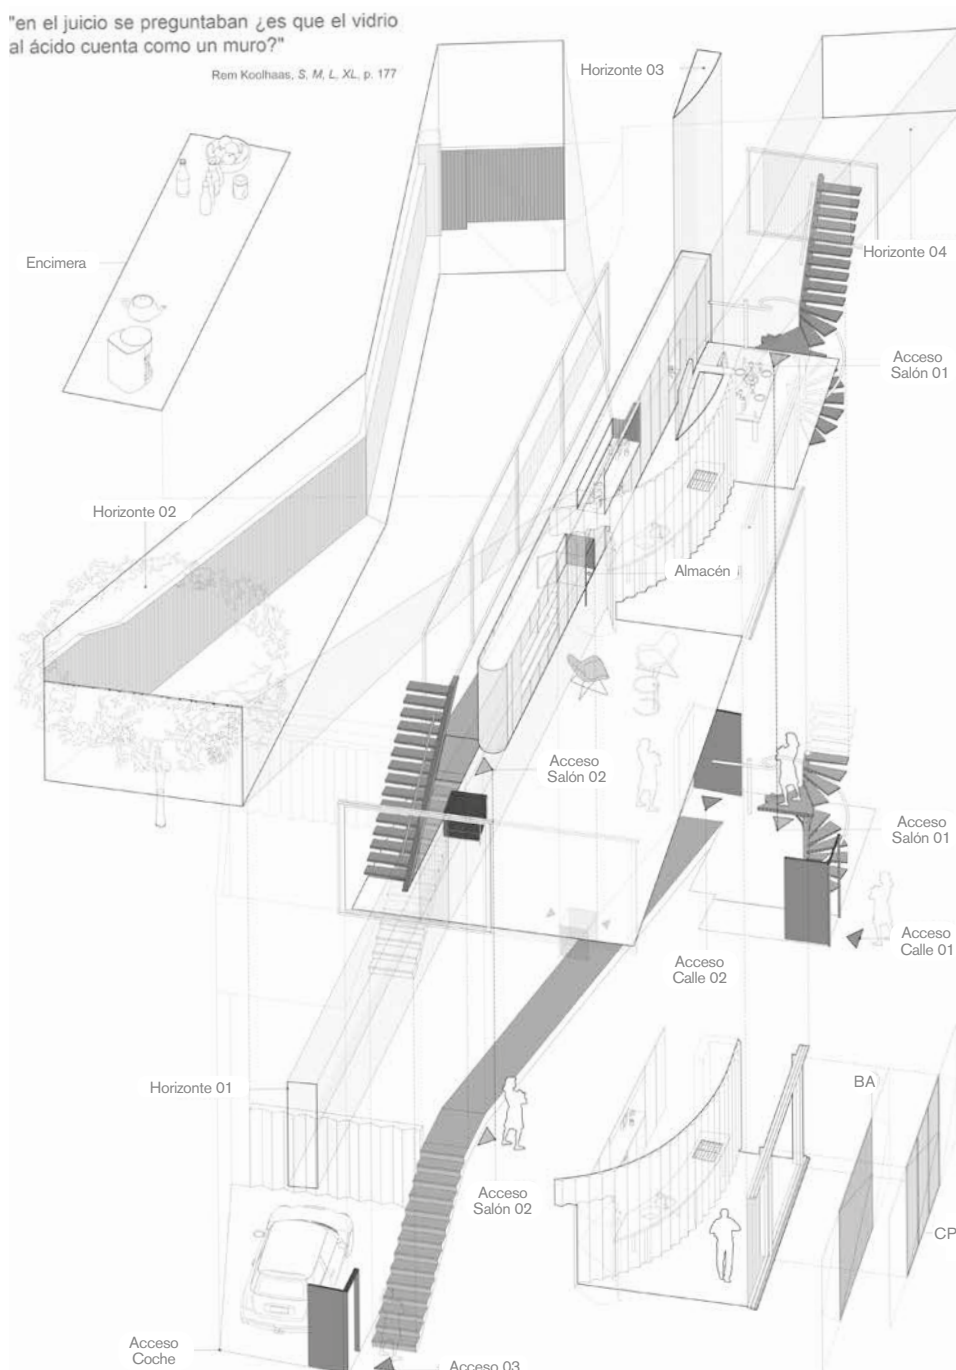 "en el juicio se preguntaban ¿es que el vidrio
al ácido cuenta como un muro?"
Rem Koolhaas, S, M, L, XL, p. 177
Horizonte 03
Horizonte 04
Encimera
Acceso
Salón 01
Horizonte 02
Almacén
Acceso
Salón 02
Acceso
Salón 01
Acceso
Calle 01
Acceso
Calle 02
Horizonte 01
BA
Acceso
Salón 02
CP
Acceso
Coche
Acceso 03